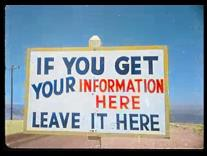 IF YOU GET
YOUR INFORMATION
HERE
LEAVE IT HERE